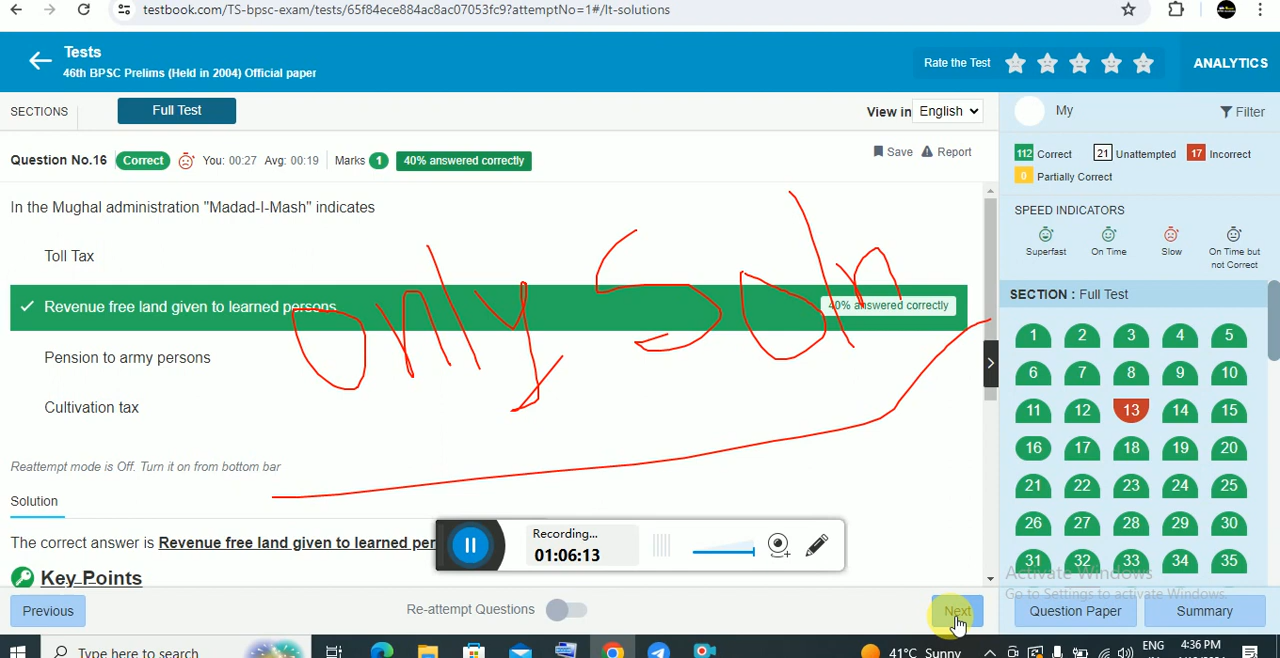 testbook.com/TS-bpsc-exam/tests/65f84ece884ac8ac07053fc9?attemptNo=1#/lt-solutions
Tests
46th BPSC Prelims (Held in 2004) Official paper
Rate the Test
ANALYTICS
SECTIONS
Full Test
View in English
My
Filter
Question No.16 Correct You: 00:27 Avg: 00:19 Marks 1 40% answered correctly
Save Report
112 Correct 21 Unattempted 17 Incorrect
0 Partially Correct
In the Mughal administration "Madad-I-Mash" indicates
Toll Tax
Revenue free land given to learned persons
40% answered correctly
Pension to army persons
Cultivation tax
only
Reattempt mode is Off. Turn it on from bottom bar
Solution
The correct answer is Revenue free land given to learned per
Key Points
SPEED INDICATORS
Superfast On Time Slow On Time but not Correct
SECTION : Full Test
1 2 3 4 5
6 7 8 9 10
11 12 13 14 15
16 17 18 19 20
21 22 23 24 25
26 27 28 29 30
31 32 33 34 35
Recording...
01:06:13
Activate Windows
Go to Settings to activate Windows.
Previous
Re-attempt Questions
Next
Question Paper
Summary
Type here to search
41°C Sunny
ENG
4:36 PM